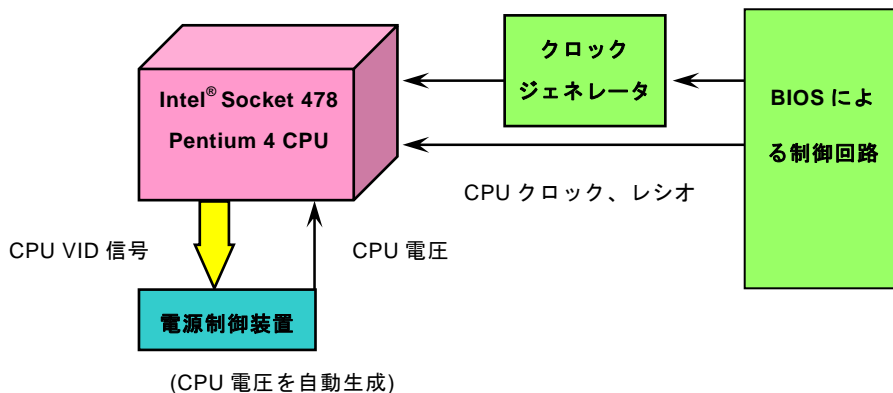 クロック
ジェネレータ
Intel® Socket 478
Pentium 4 CPU
BIOS によ
る制御回路
CPU クロック、レシオ
CPU VID 信号
CPU 電圧
電源制御装置
(CPU 電圧を自動生成)